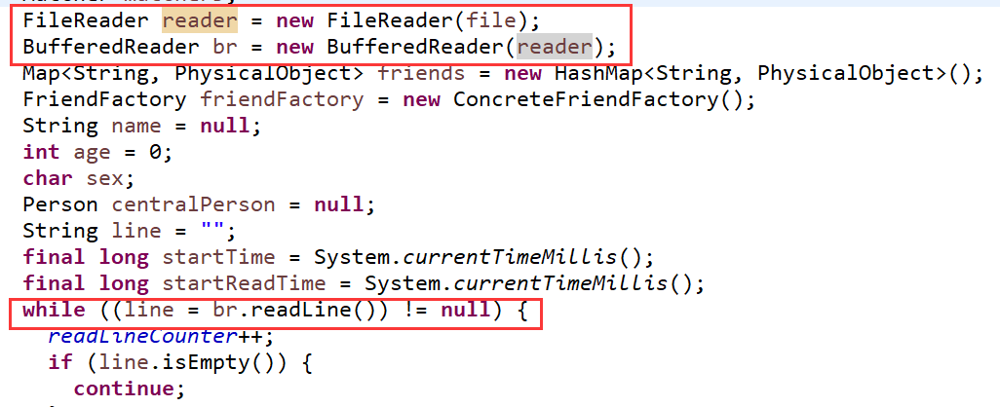 FileReader reader = new FileReader(file);
BufferedReader br = new BufferedReader(reader);
Map<String, PhysicalObject> friends = new HashMap<String, PhysicalObject>();
FriendFactory friendFactory = new ConcreteFriendFactory();
String name = null;
int age = 0;
char sex;
Person centralPerson = null;
String line = "";
final long startTime = System.currentTimeMillis();
final long startReadTime = System.currentTimeMillis();
while ((line = br.readLine()) != null) {
readLineCounter++;
if (line.isEmpty()) {
continue;